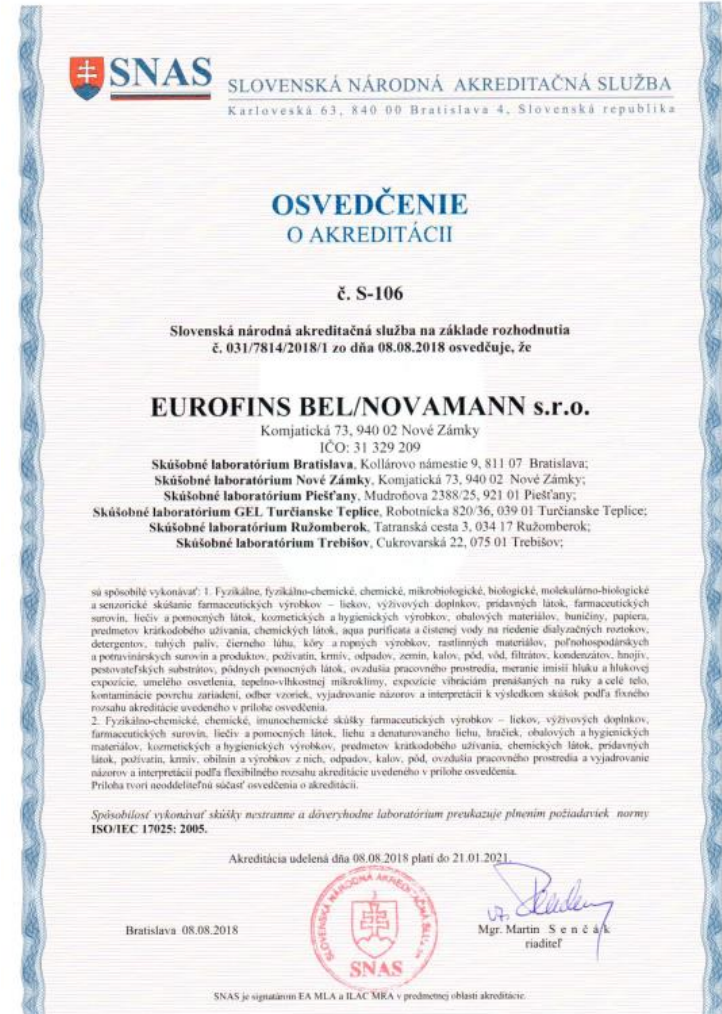 SNAS
SLOVENSKÁ NÁRODNÁ AKREDITAČNÁ SLUŽBA
Karloveská 63, 840 00 Bratislava 4, Slovenská republika
OSVEDČENIE
O AKREDITÁCII
č. S-106
Slovenská národná akreditačná služba na základe rozhodnutia
č. 031/7814/2018/1 zo dňa 08.08.2018 osvedčuje, že
EUROFINS BEL/NOVAMANN s.r.o.
Komjatická 73, 940 02 Nové Zámky
IČO: 31 329 209
Skúšobné laboratórium Bratislava, Kollárovo námestie 9, 811 07 Bratislava;
Skúšobné laboratórium Nové Zámky, Komjatická 73, 940 02 Nové Zámky;
Skúšobné laboratórium Piešťany, Mudroňova 2388/25, 921 01 Piešťany;
Skúšobné laboratórium GEL Turčianske Teplice, Robotnícka 820/36, 039 01 Turčianske Teplice;
Skúšobné laboratórium Ružomberok, Tatranská cesta 3, 034 17 Ružomberok;
Skúšobné laboratórium Trebišov, Cukrovarská 22, 075 01 Trebišov;
sú spôsobilé vykonávať: 1. Fyzikálne, fyzikálno-chemické, chemické, mikrobiologické, biologické, molekulárno-biologické
a senzorické skúšanie farmaceutických výrobkov – liekov, výživových doplnkov, prídavných látok, farmaceutických
surovín, liečiv a pomocných látok, kozmetických a hygienických výrobkov, obalových materiálov, buničiny, papiera,
predmetov krátkodobého užívania, chemických látok, aqua purificata a čistenej vody na riedenie dialyzačných roztokov,
detergentov, tuhých palív, čierneho lúhu, kôry a ropných výrobkov, rastlinných materiálov, poľnohospodárskych
a potravinárskych surovín a produktov, požívatín, krmív, odpadov, zemín, kalov, pôd, vôd, filtrátov, kondenzátov, hnojív,
pestovateľských substrátov, pôdnych pomocných látok, ovzdušia pracovného prostredia, meranie imisií hluku a hlukovej
expozície, umelého osvetlenia, tepelno-vlhkostnej mikroklímy, expozície vibráciám prenášaných na ruky a celé telo,
kontaminácie povrchu zariadení, odber vzoriek, vyjadrovanie názorov a interpretácií k výsledkom skúšok podľa fixného
rozsahu akreditácie uvedeného v prílohe osvedčenia.
2. Fyzikálno-chemické, chemické, imunochemické skúšky farmaceutických výrobkov – liekov, výživových doplnkov,
farmaceutických surovín, liečiv a pomocných látok, liehu a denaturovaného liehu, hračiek, obalových a hygienických
materiálov, kozmetických a hygienických výrobkov, predmetov krátkodobého užívania, chemických látok, prídavných
látok, požívatín, krmív, obilnín a výrobkov z nich, odpadov, kalov, pôd, ovzdušia pracovného prostredia a vyjadrovanie
názorov a interpretácií podľa flexibilného rozsahu akreditácie uvedeného v prílohe osvedčenia.
Príloha tvorí neoddeliteľnú súčasť osvedčenia o akreditácii.
Spôsobilosť vykonávať skúšky nestranne a dôveryhodne laboratórium preukazuje plnením požiadaviek normy
ISO/IEC 17025: 2005.
Akreditácia udelená dňa 08.08.2018 platí do 21.01.2021.
SLOVENSKÁ NÁRODNÁ AKREDITAČNÁ SLUŽBA
SNAS
Bratislava 08.08.2018
Mgr. Martin Senčák
riaditeľ
SNAS je signatárom EA MLA a ILAC MRA v predmetnej oblasti akreditácie.